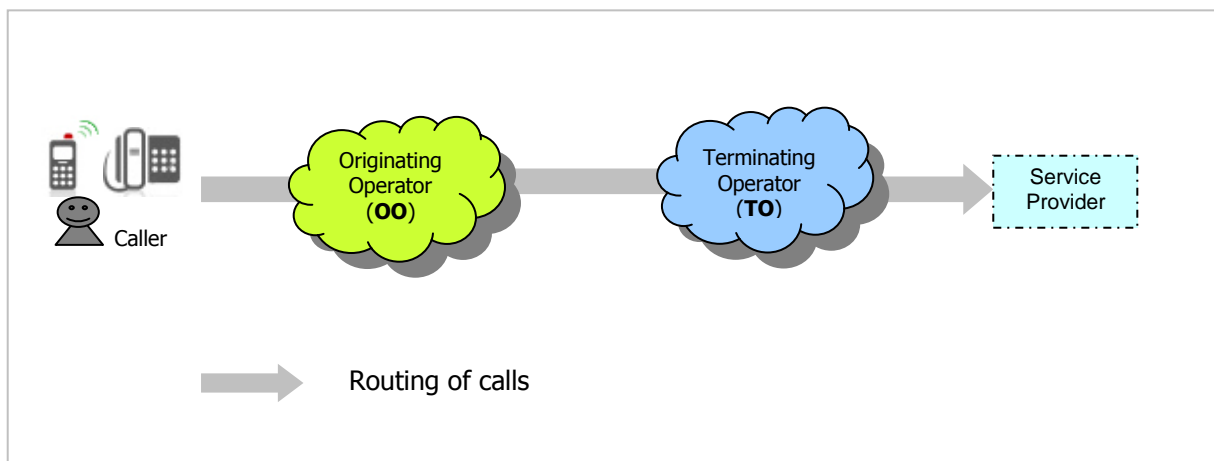 Caller
Originating
Operator
(OO)
Terminating
Operator
(TO)
Service
Provider
Routing of calls